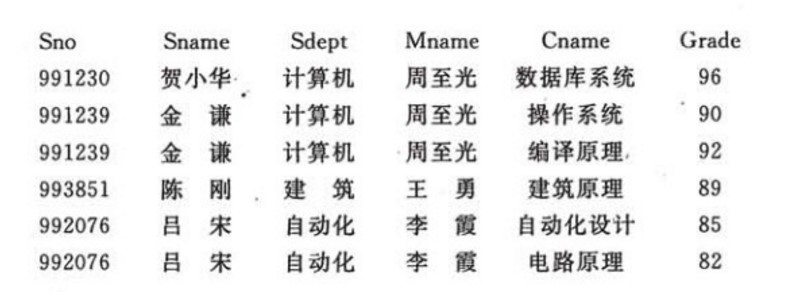 Sno Sname Sdept Mname Cname Grade
991230 贺小华 计算机 周至光 数据库系统 96
991239 金 谦 计算机 周至光 操作系统 90
991239 金 谦 计算机 周至光 编译原理 92
993851 陈 刚 建 筑 王 勇 建筑原理 89
992076 吕 宋 自动化 李 霞 自动化设计 85
992076 吕 宋 自动化 李 霞 电路原理 82